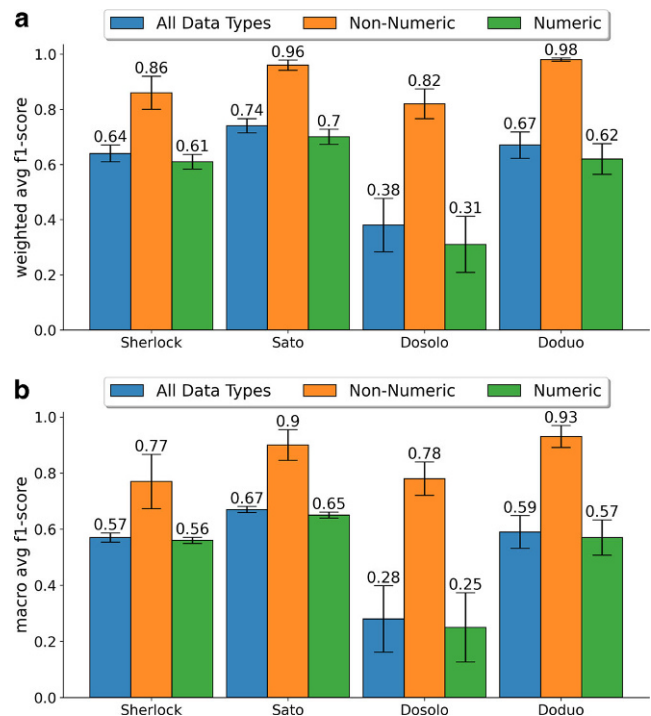 a
All Data Types Non-Numeric Numeric
weighted avg f1-score
1.0
0.8
0.6
0.4
0.2
0.0
0.64 0.86 0.61 0.74 0.96 0.7 0.38 0.82 0.31 0.67 0.98 0.62
Sherlock Sato Dosolo Doduo
b
All Data Types Non-Numeric Numeric
macro avg f1-score
1.0
0.8
0.6
0.4
0.2
0.0
0.57 0.77 0.56 0.67 0.9 0.65 0.28 0.78 0.25 0.59 0.93 0.57
Sherlock Sato Dosolo Doduo